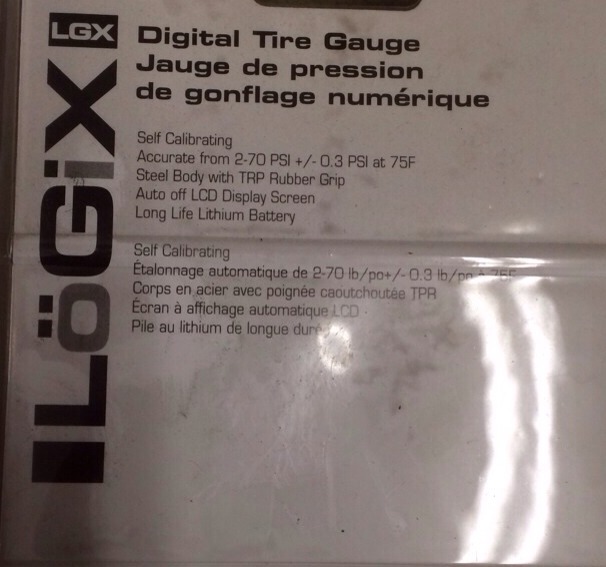 LGX
LöGiX
Digital Tire Gauge
Jauge de pression
de gonflage numérique
Self Calibrating
Accurate from 2-70 PSI +/- 0.3 PSI at 75F
Steel Body with TRP Rubber Grip
Auto off LCD Display Screen
Long Life Lithium Battery
Self Calibrating
Étalonnage automatique de 2-70 lb/po+/- 0.3 lb/po à 75F
Corps en acier avec poignée caoutchoutée TPR
Écran à affichage automatique LCD
Pile au lithium de longue duré